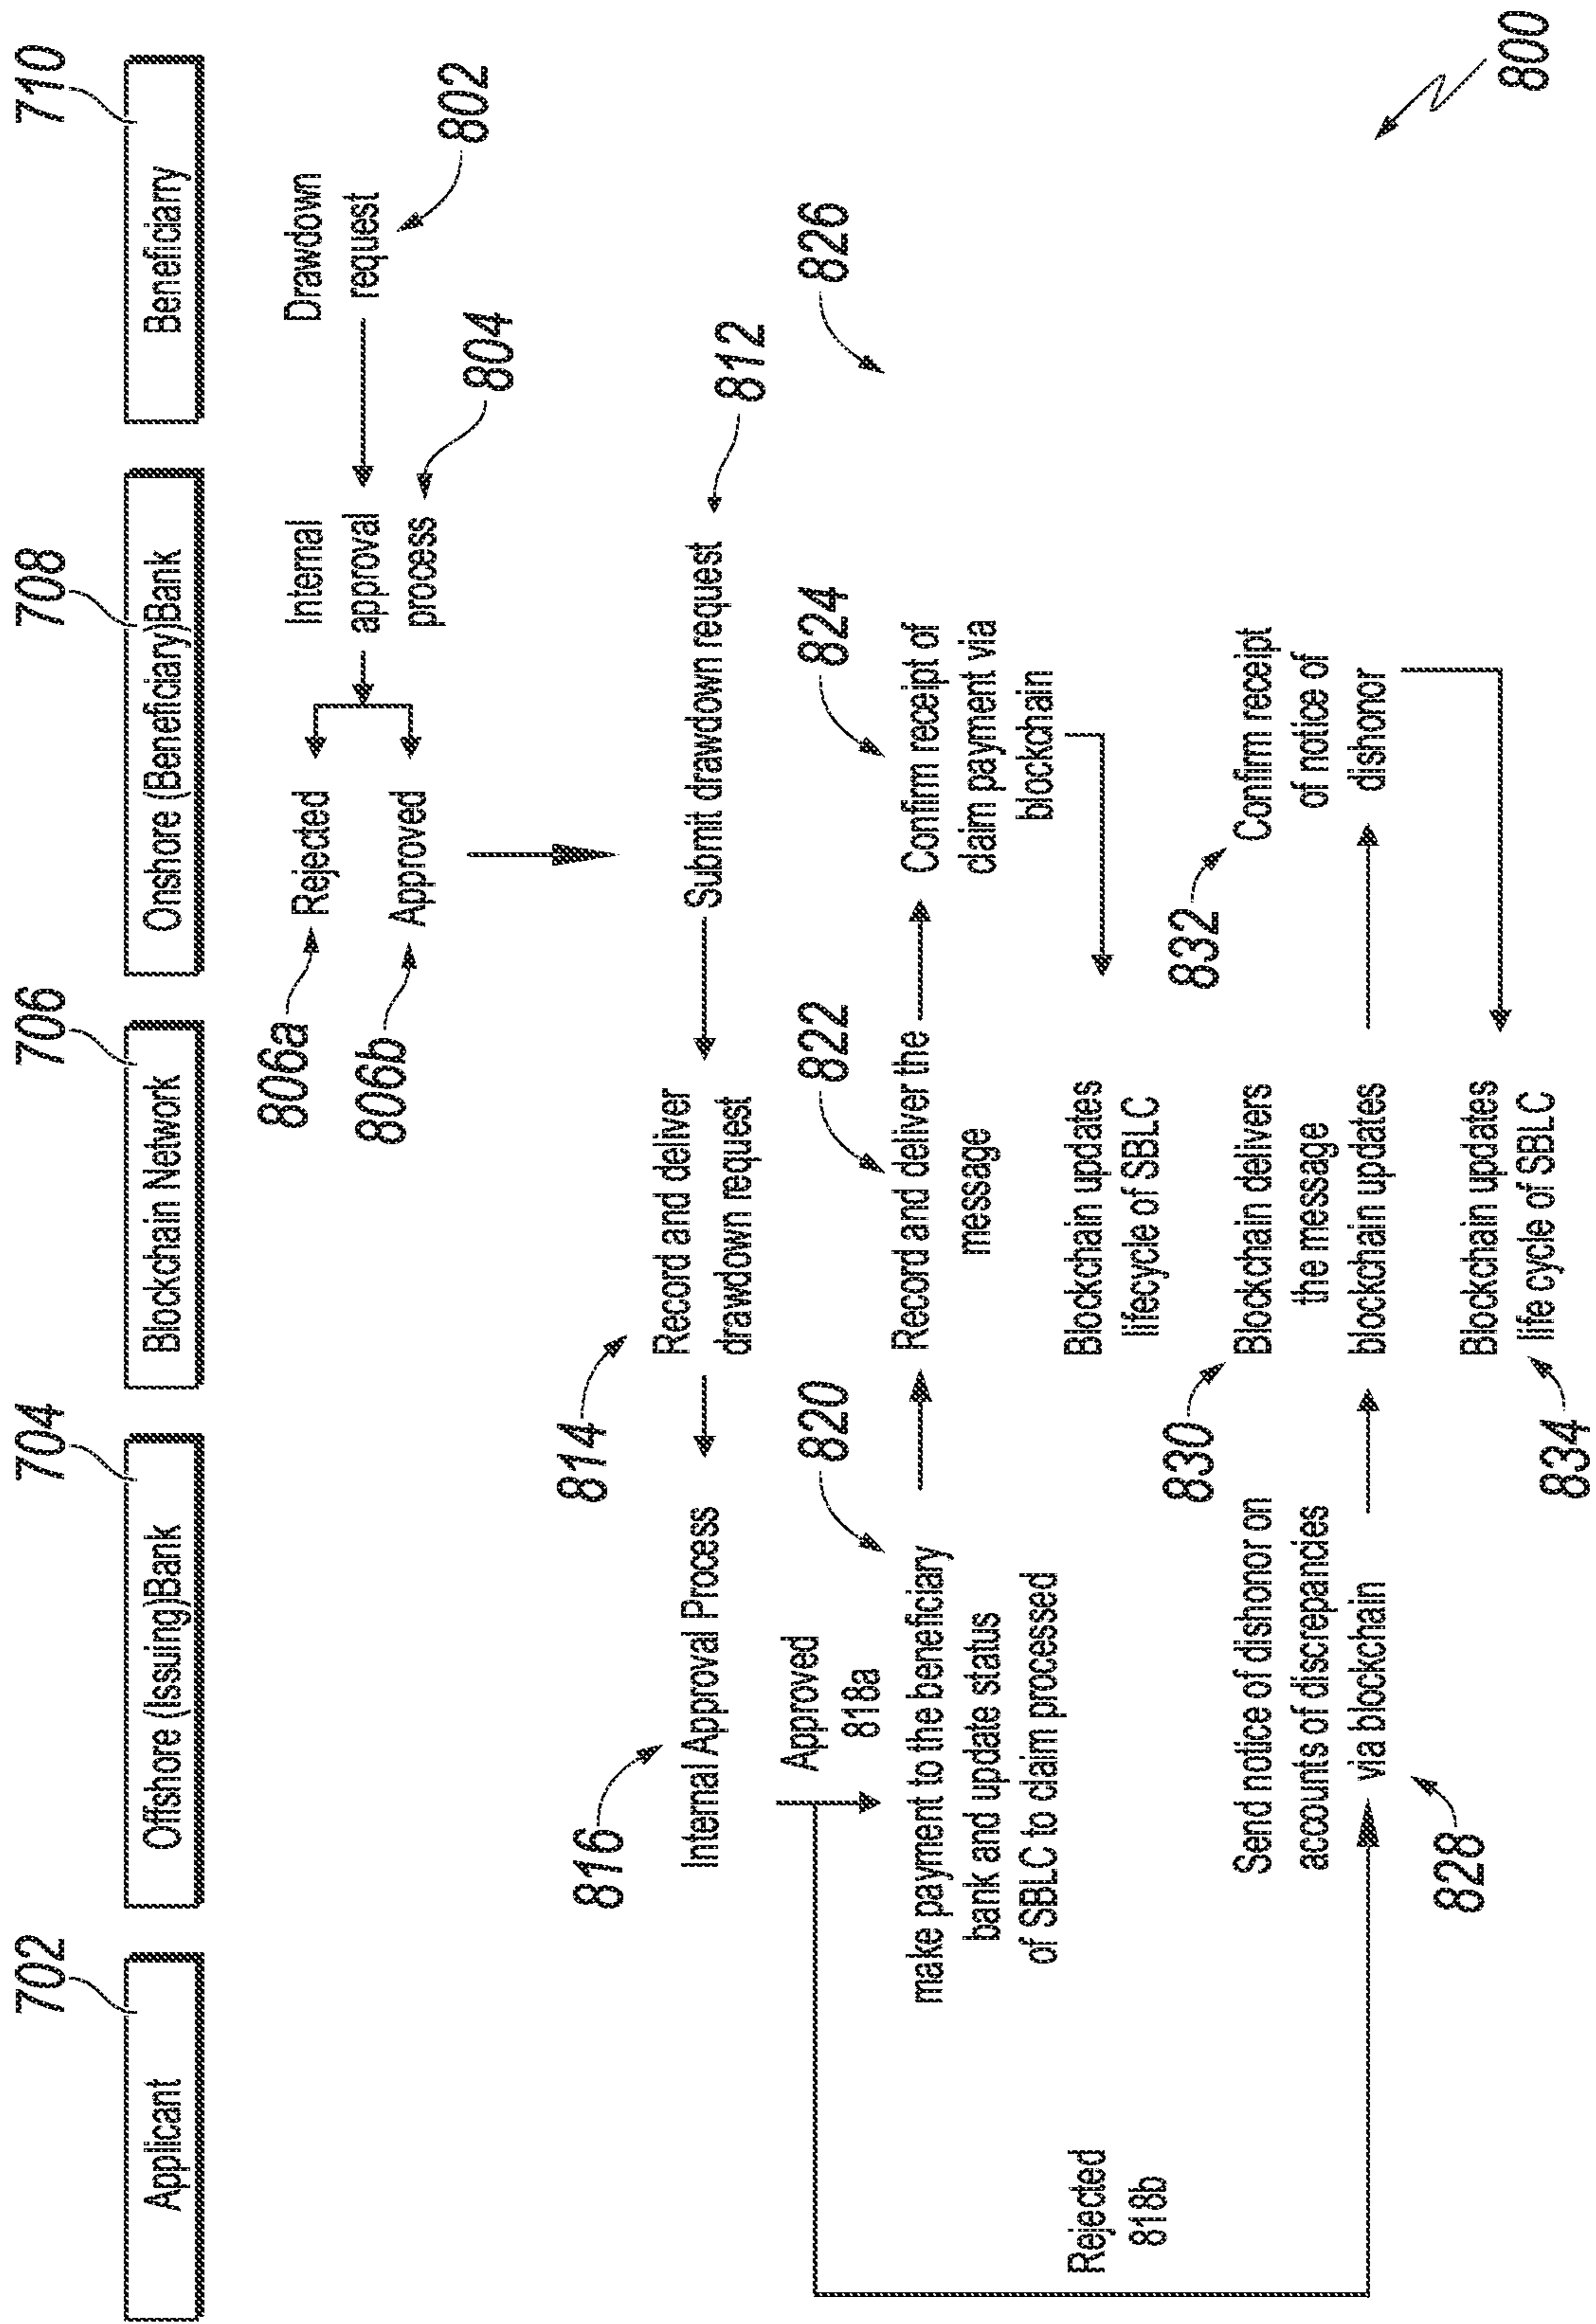 702
704
706
708
710
Applicant
Offshore (Issuing)Bank
Blockchain Network
Onshore (Beneficiary)Bank
Beneficiarry
806a
Rejected
806b
Approved
Internal
approval
process
804
Drawdown
request
802
816
Internal Approval Process
814
Record and deliver
drawdown request
Submit drawdown request
812
Approved
818a
820
make payment to the beneficiary
bank and update status
of SBLC to claim processed
822
Record and deliver the
message
824
Confirm receipt of
claim payment via
blockchain
826
Rejected
818b
Blockchain updates
lifecycle of SBLC
Send notice of dishonor on
accounts of discrepancies
via blockchain
828
830
Blockchain delivers
the message
blockchain updates
832
Confirm receipt
of notice of
dishonor
834
Blockchain updates
life cycle of SBLC
800